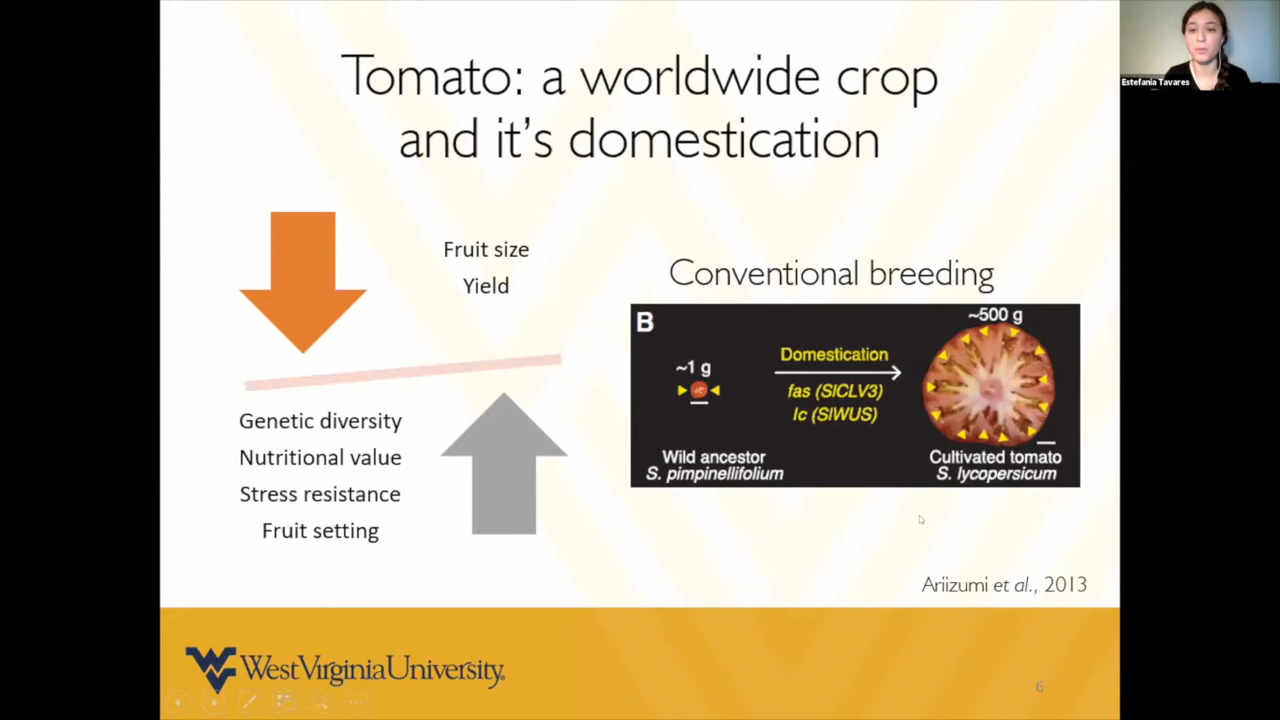 Tomato: a worldwide crop
and it's domestication
Estefania Tavares
Fruit size
Yield
Genetic diversity
Nutritional value
Stress resistance
Fruit setting
Conventional breeding
B
~1 g
Domestication
fas (SlCLV3)
lc (SlWUS)
~500 g
Wild ancestor
S. pimpinellifolium
Cultivated tomato
S. lycopersicum
Ariizumi et al., 2013
WV
West Virginia University®
6